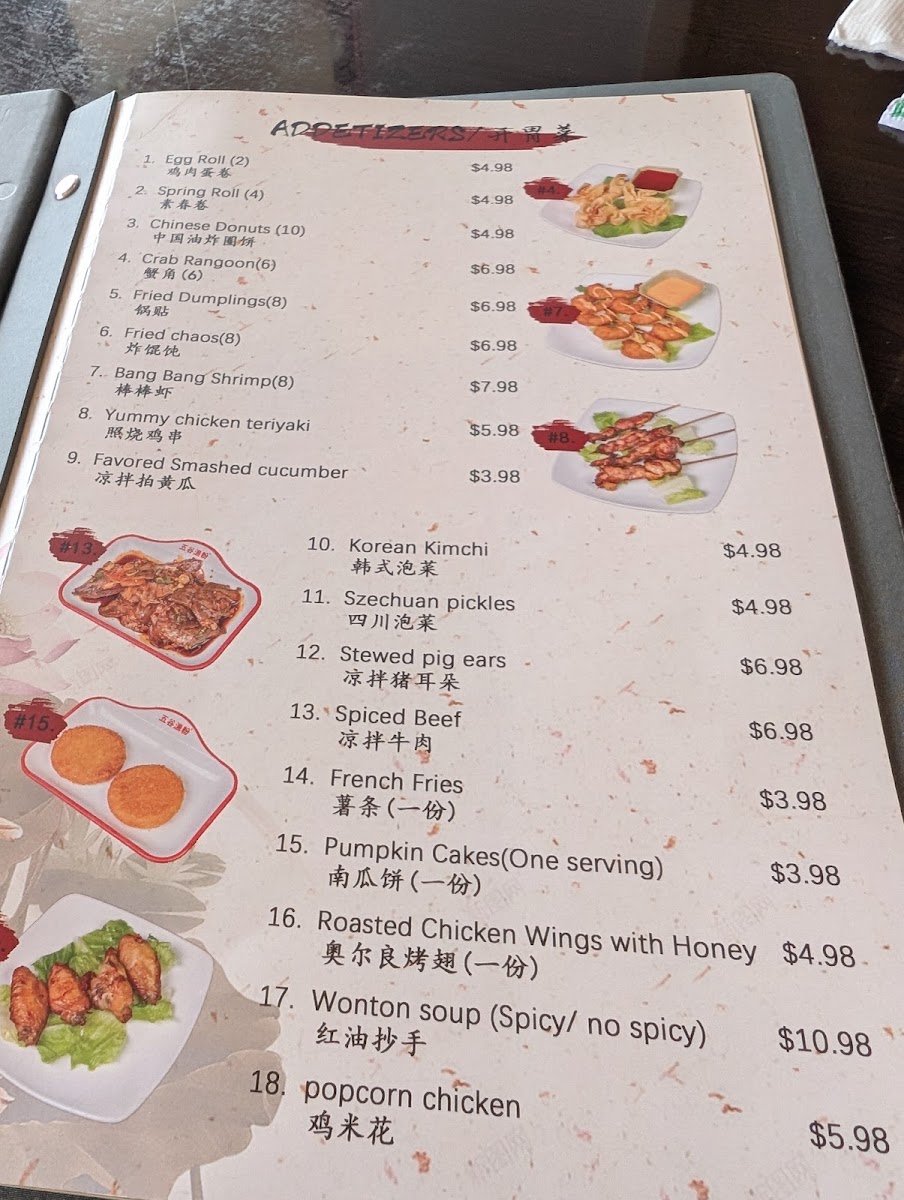 APPETIZERS/开胃菜
1. Egg Roll (2) $4.98
鸡肉蛋卷
2. Spring Roll (4) $4.98
素春卷
3. Chinese Donuts (10) $4.98
中国油炸圈饼
4. Crab Rangoon(6) $6.98
蟹角(6)
5. Fried Dumplings(8) $6.98
锅贴
6. Fried chaos(8) $6.98
炸馄饨
7. Bang Bang Shrimp(8) $7.98
棒棒虾
8. Yummy chicken teriyaki $5.98
照烧鸡串
9. Favored Smashed cucumber $3.98
凉拌拍黄瓜
#4.
#7.
#8.
10. Korean Kimchi $4.98
韩式泡菜
11. Szechuan pickles $4.98
四川泡菜
12. Stewed pig ears $6.98
凉拌猪耳朵
13. Spiced Beef $6.98
凉拌牛肉
14. French Fries $3.98
薯条(一份)
15. Pumpkin Cakes(One serving) $3.98
南瓜饼(一份)
16. Roasted Chicken Wings with Honey $4.98
奥尔良烤翅(一份)
17. Wonton soup (Spicy/ no spicy) $10.98
红油抄手
18. popcorn chicken $5.98
鸡米花
#13.
五谷渔粉
#15.
五谷渔粉